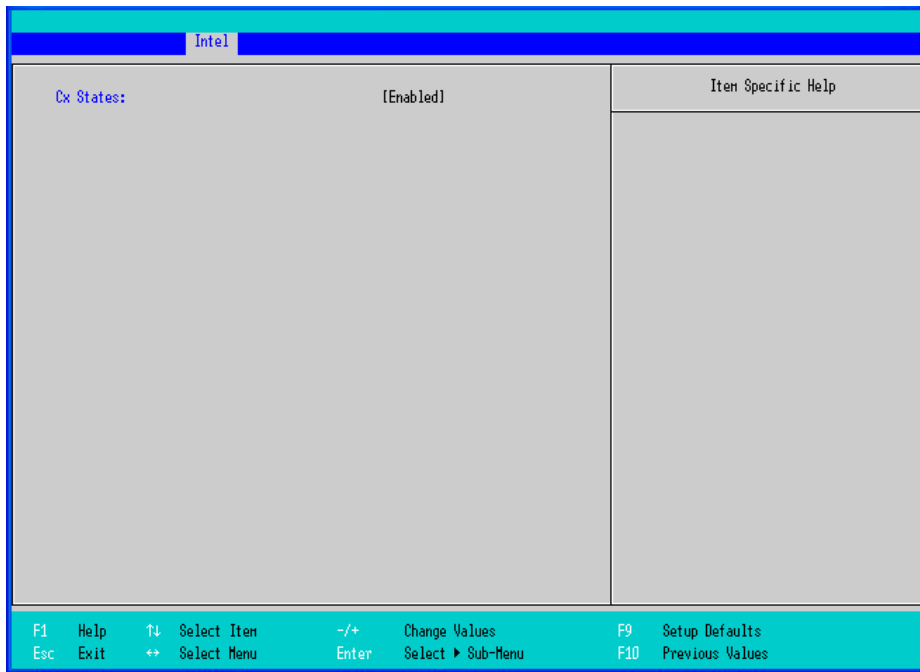 Intel
Cx States: [Enabled]
Item Specific Help
F1 Help ↑↓ Select Item -/+ Change Values F9 Setup Defaults
Esc Exit ↔ Select Menu Enter Select ▶ Sub-Menu F10 Previous Values